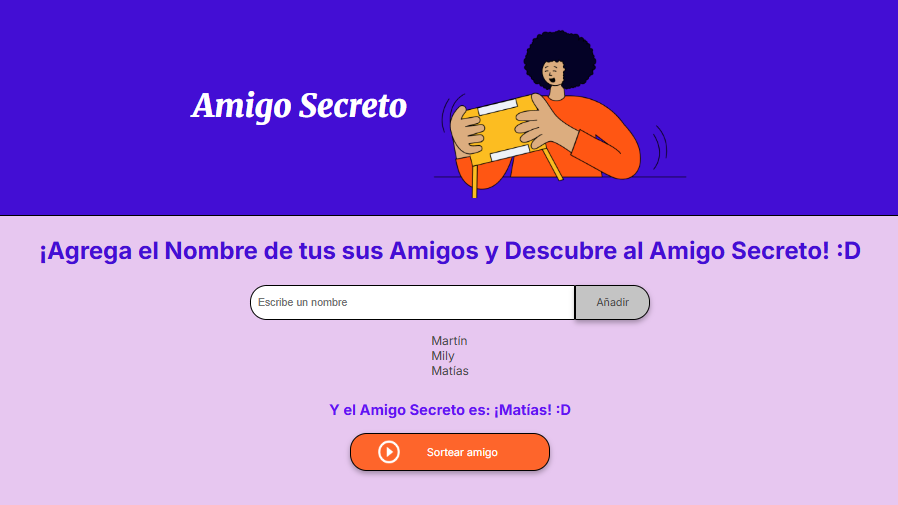 Amigo Secreto
¡Agrega el Nombre de tus sus Amigos y Descubre al Amigo Secreto! :D
Escribe un nombre
Añadir
Martín
Mily
Matías
Y el Amigo Secreto es: ¡Matías! :D
Sortear amigo